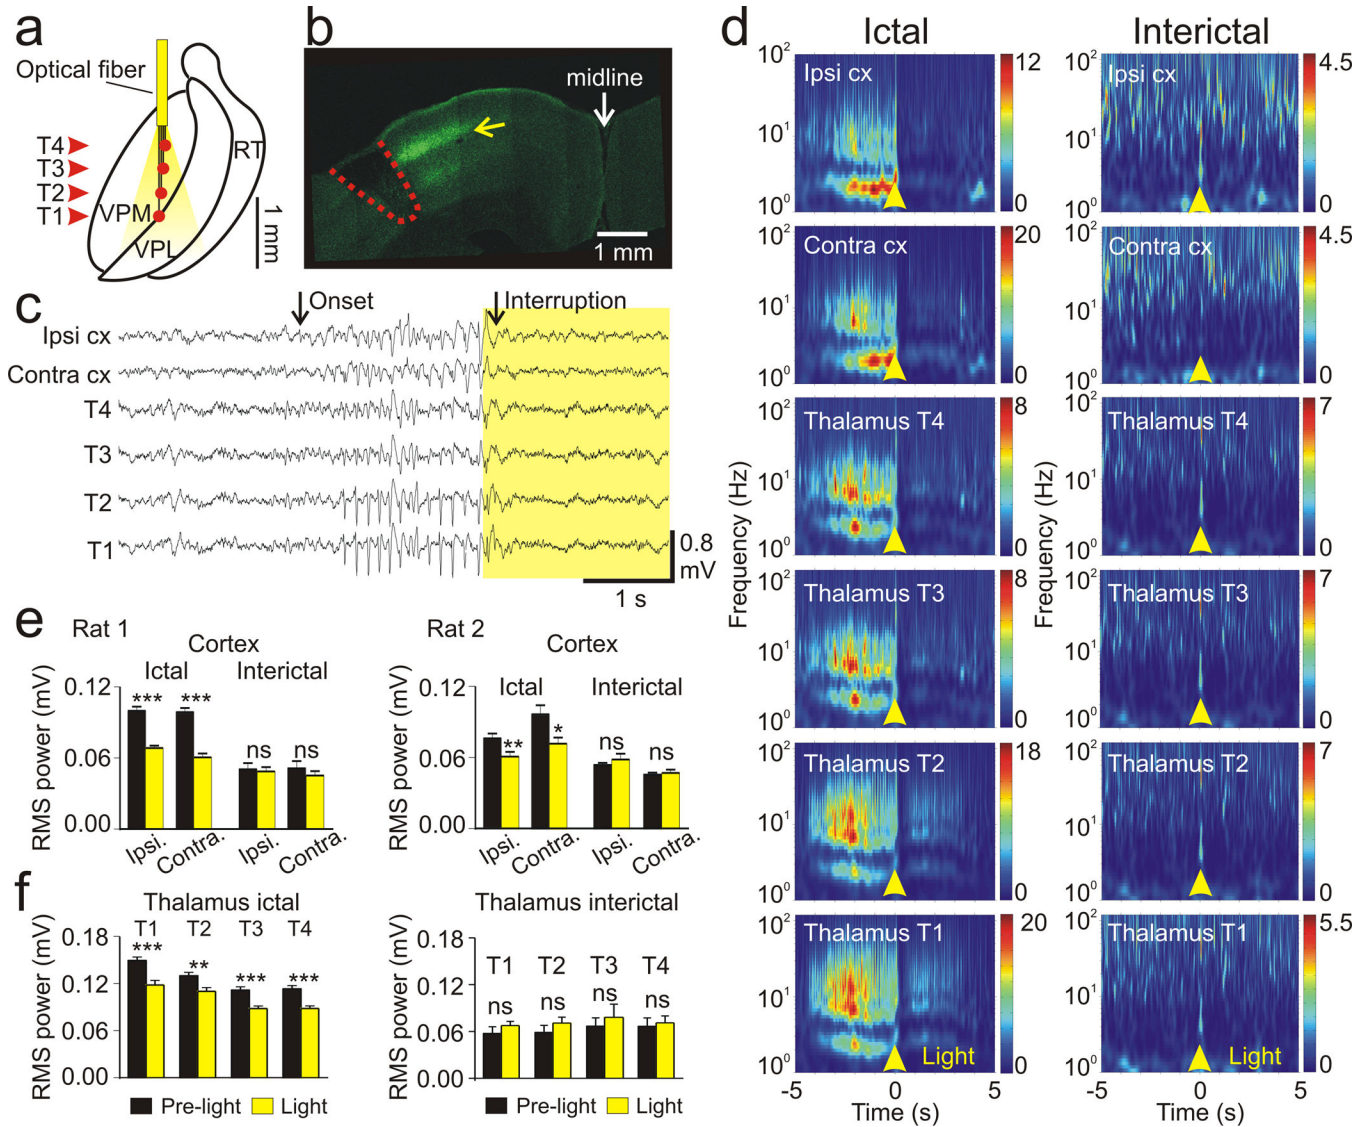 a
Optical fiber
T4
T3
T2
T1
VPM
VPL
RT
1 mm
b
midline
1 mm
c
Onset
Interruption
Ipsi cx
Contra cx
T4
T3
T2
T1
0.8
mV
1 s
d
Ictal
Interictal
Ipsi cx
10² 10¹ 10⁰
12
0
Ipsi cx
10² 10¹ 10⁰
4.5
0
Contra cx
10² 10¹ 10⁰
20
0
Contra cx
10² 10¹ 10⁰
4.5
0
Thalamus T4
10² 10¹ 10⁰
8
0
Thalamus T4
10² 10¹ 10⁰
7
0
Frequency (Hz)
Frequency (Hz)
Thalamus T3
10² 10¹ 10⁰
8
0
Thalamus T3
10² 10¹ 10⁰
7
0
Thalamus T2
10² 10¹ 10⁰
18
0
Thalamus T2
10² 10¹ 10⁰
7
0
Thalamus T1
10² 10¹ 10⁰
20
0
Light
Thalamus T1
10² 10¹ 10⁰
5.5
0
Light
-5 0 5
Time (s)
-5 0 5
Time (s)
e
Rat 1
Cortex
Ictal Interictal
RMS power (mV)
0.12
0.06
0.00
*** *** ns ns
Ipsi. Contra. Ipsi. Contra.
Rat 2
Cortex
Ictal Interictal
RMS power (mV)
0.12
0.06
0.00
** * ns ns
Ipsi. Contra. Ipsi. Contra.
f
Thalamus ictal
T1 T2 T3 T4
RMS power (mV)
0.18
0.12
0.06
0.00
*** ** *** ***
Pre-light Light
Thalamus interictal
T1 T2 T3 T4
RMS power (mV)
0.18
0.12
0.06
0.00
ns ns ns ns
Pre-light Light